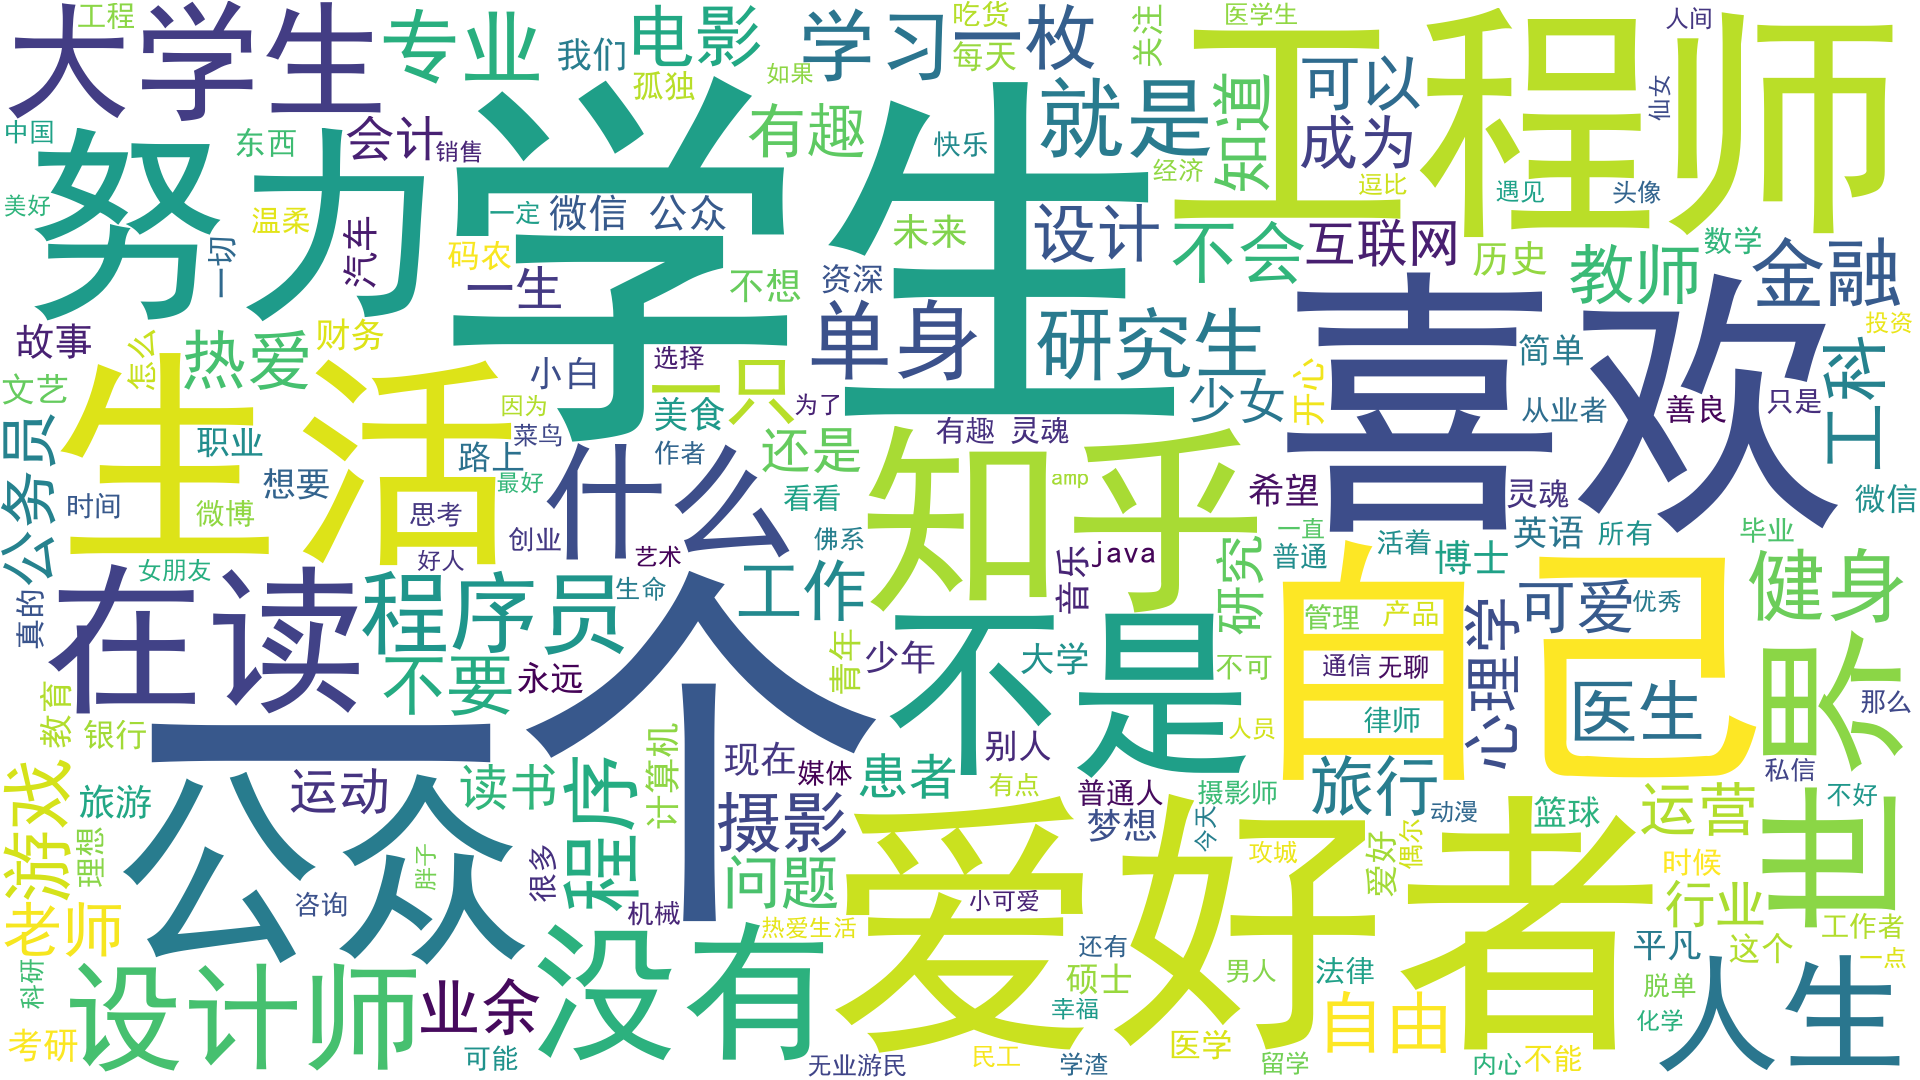 工程
大学生
专业
我们
电影
孤独
如果
学习
一枚
吃货
每天
关注
医学生
工程师
人间
仙女
可以
成为
知道
就是
有趣
快乐
经济
逗比
遇见
头像
中国
努力
东西
会计
销售
学生
美好
温柔
汽车
一切
一定
微信 公众
码农
一生
未来
资深
不想
设计
不会
互联网
历史
数学
教师
金融
投资
故事
热爱
财务
怎么
文艺
生活
小白
选择
一只
单身
研究生
喜欢
简单
工科
少女
开心
从业者
善良
只是
公务员
职业
路上
因为
菜鸟
美食
为了
作者
还是
有趣 灵魂
知乎
amp
希望
灵魂
微信
想要
时间
微博
思考
好人
最好
什么
创业
艺术
看看
佛系
音乐
java
研究
一直
普通
活着
博士
英语
所有
毕业
女朋友
真的
在读
程序员
生命
工作
一个
不要
永远
青年
少年
不是
大学
不可
自己
管理
产品
通信
无聊
律师
心理学
可爱
优秀
健身
医生
世界
那么
教育
银行
公众
运动
读书
程序
计算机
现在
媒体
患者
别人
有点
人员
普通人
摄影师
旅行
动漫
篮球
私信
不好
游戏
旅游
理想
胖子
很多
摄影
问题
梦想
今天
攻城
爱好
偶尔
运营
时候
行业
老师
咨询
机械
没有
热爱生活
爱好者
小可爱
还有
硕士
男人
法律
平凡
这个
工作者
一点
科研
设计师
业余
幸福
自由
脱单
人生
考研
可能
无业游民
民工
学渣
医学
留学
内心
不能
化学